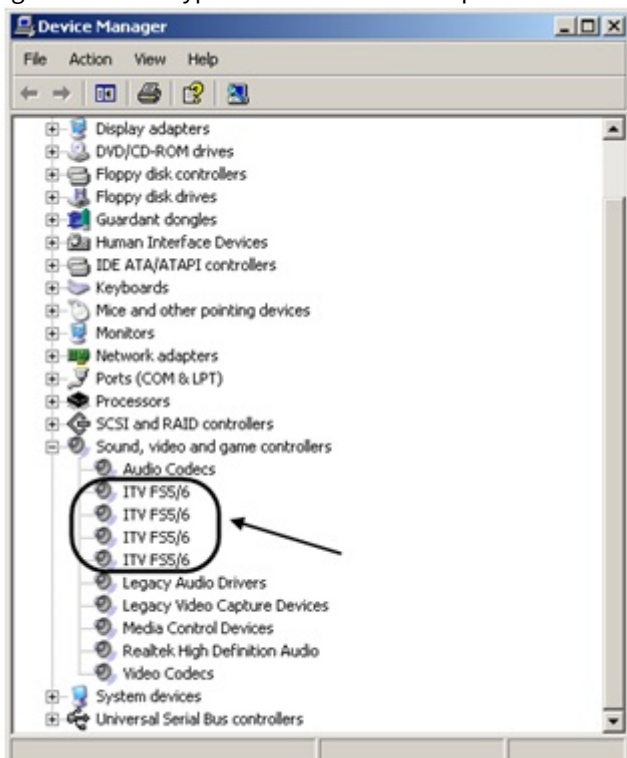 Device Manager
File Action View Help
Display adapters
DVD/CD-ROM drives
Floppy disk controllers
Floppy disk drives
Guardant dongles
Human Interface Devices
IDE ATA/ATAPI controllers
Keyboards
Mice and other pointing devices
Monitors
Network adapters
Ports (COM & LPT)
Processors
SCSI and RAID controllers
Sound, video and game controllers
Audio Codecs
ITV FS5/6
ITV FS5/6
ITV FS5/6
ITV FS5/6
Legacy Audio Drivers
Legacy Video Capture Devices
Media Control Devices
Realtek High Definition Audio
Video Codecs
System devices
Universal Serial Bus controllers